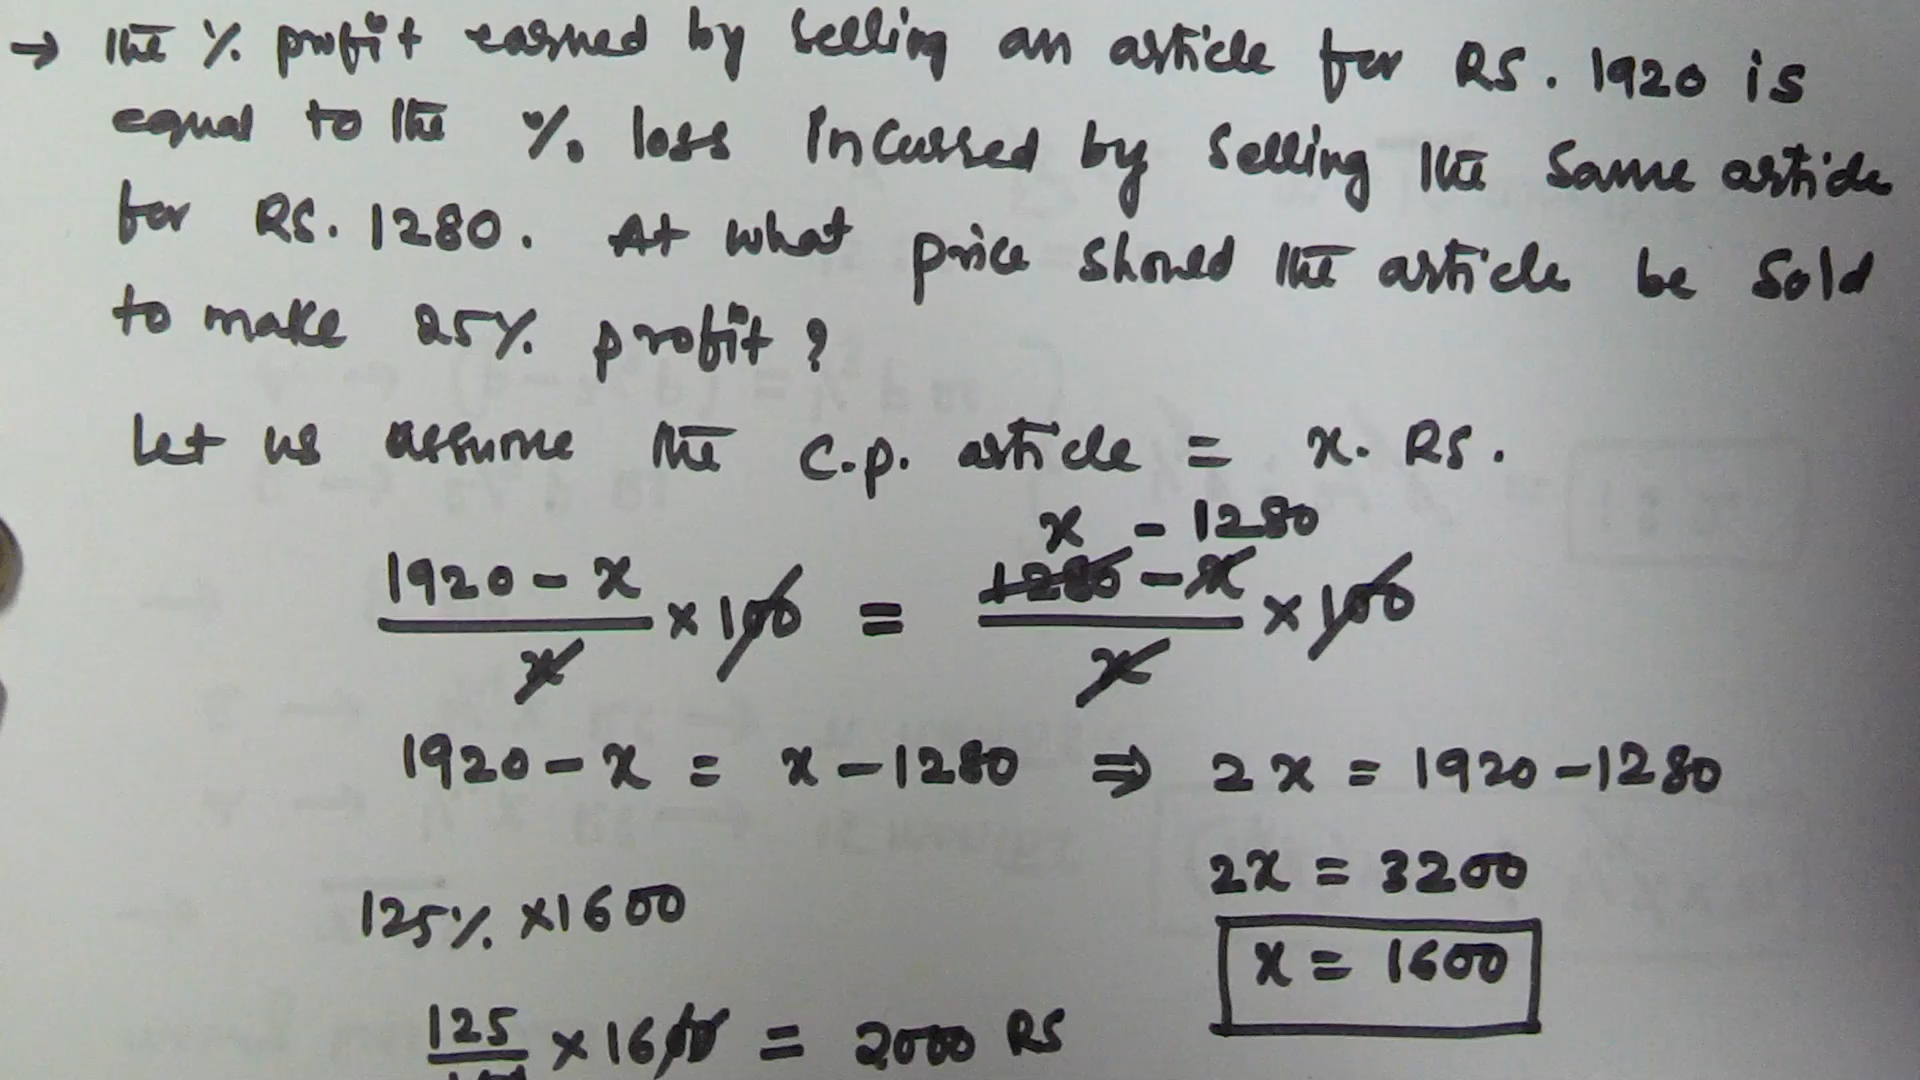 → the % profit earned by selling an article for RS. 1920 is
equal to the % loss incurred by selling the same article
for RS. 1280. At what price should the article be sold
to make 25% profit?
Let us assume the C.P. article = x. RS.
x - 1280
1920 - x / x × 100 = 1280 - x / x × 100
1920 - x = x - 1280 ⇒ 2x = 1920 - 1280
2x = 3200
125% × 1600
x = 1600
125 / 100 × 1600 = 2000 RS